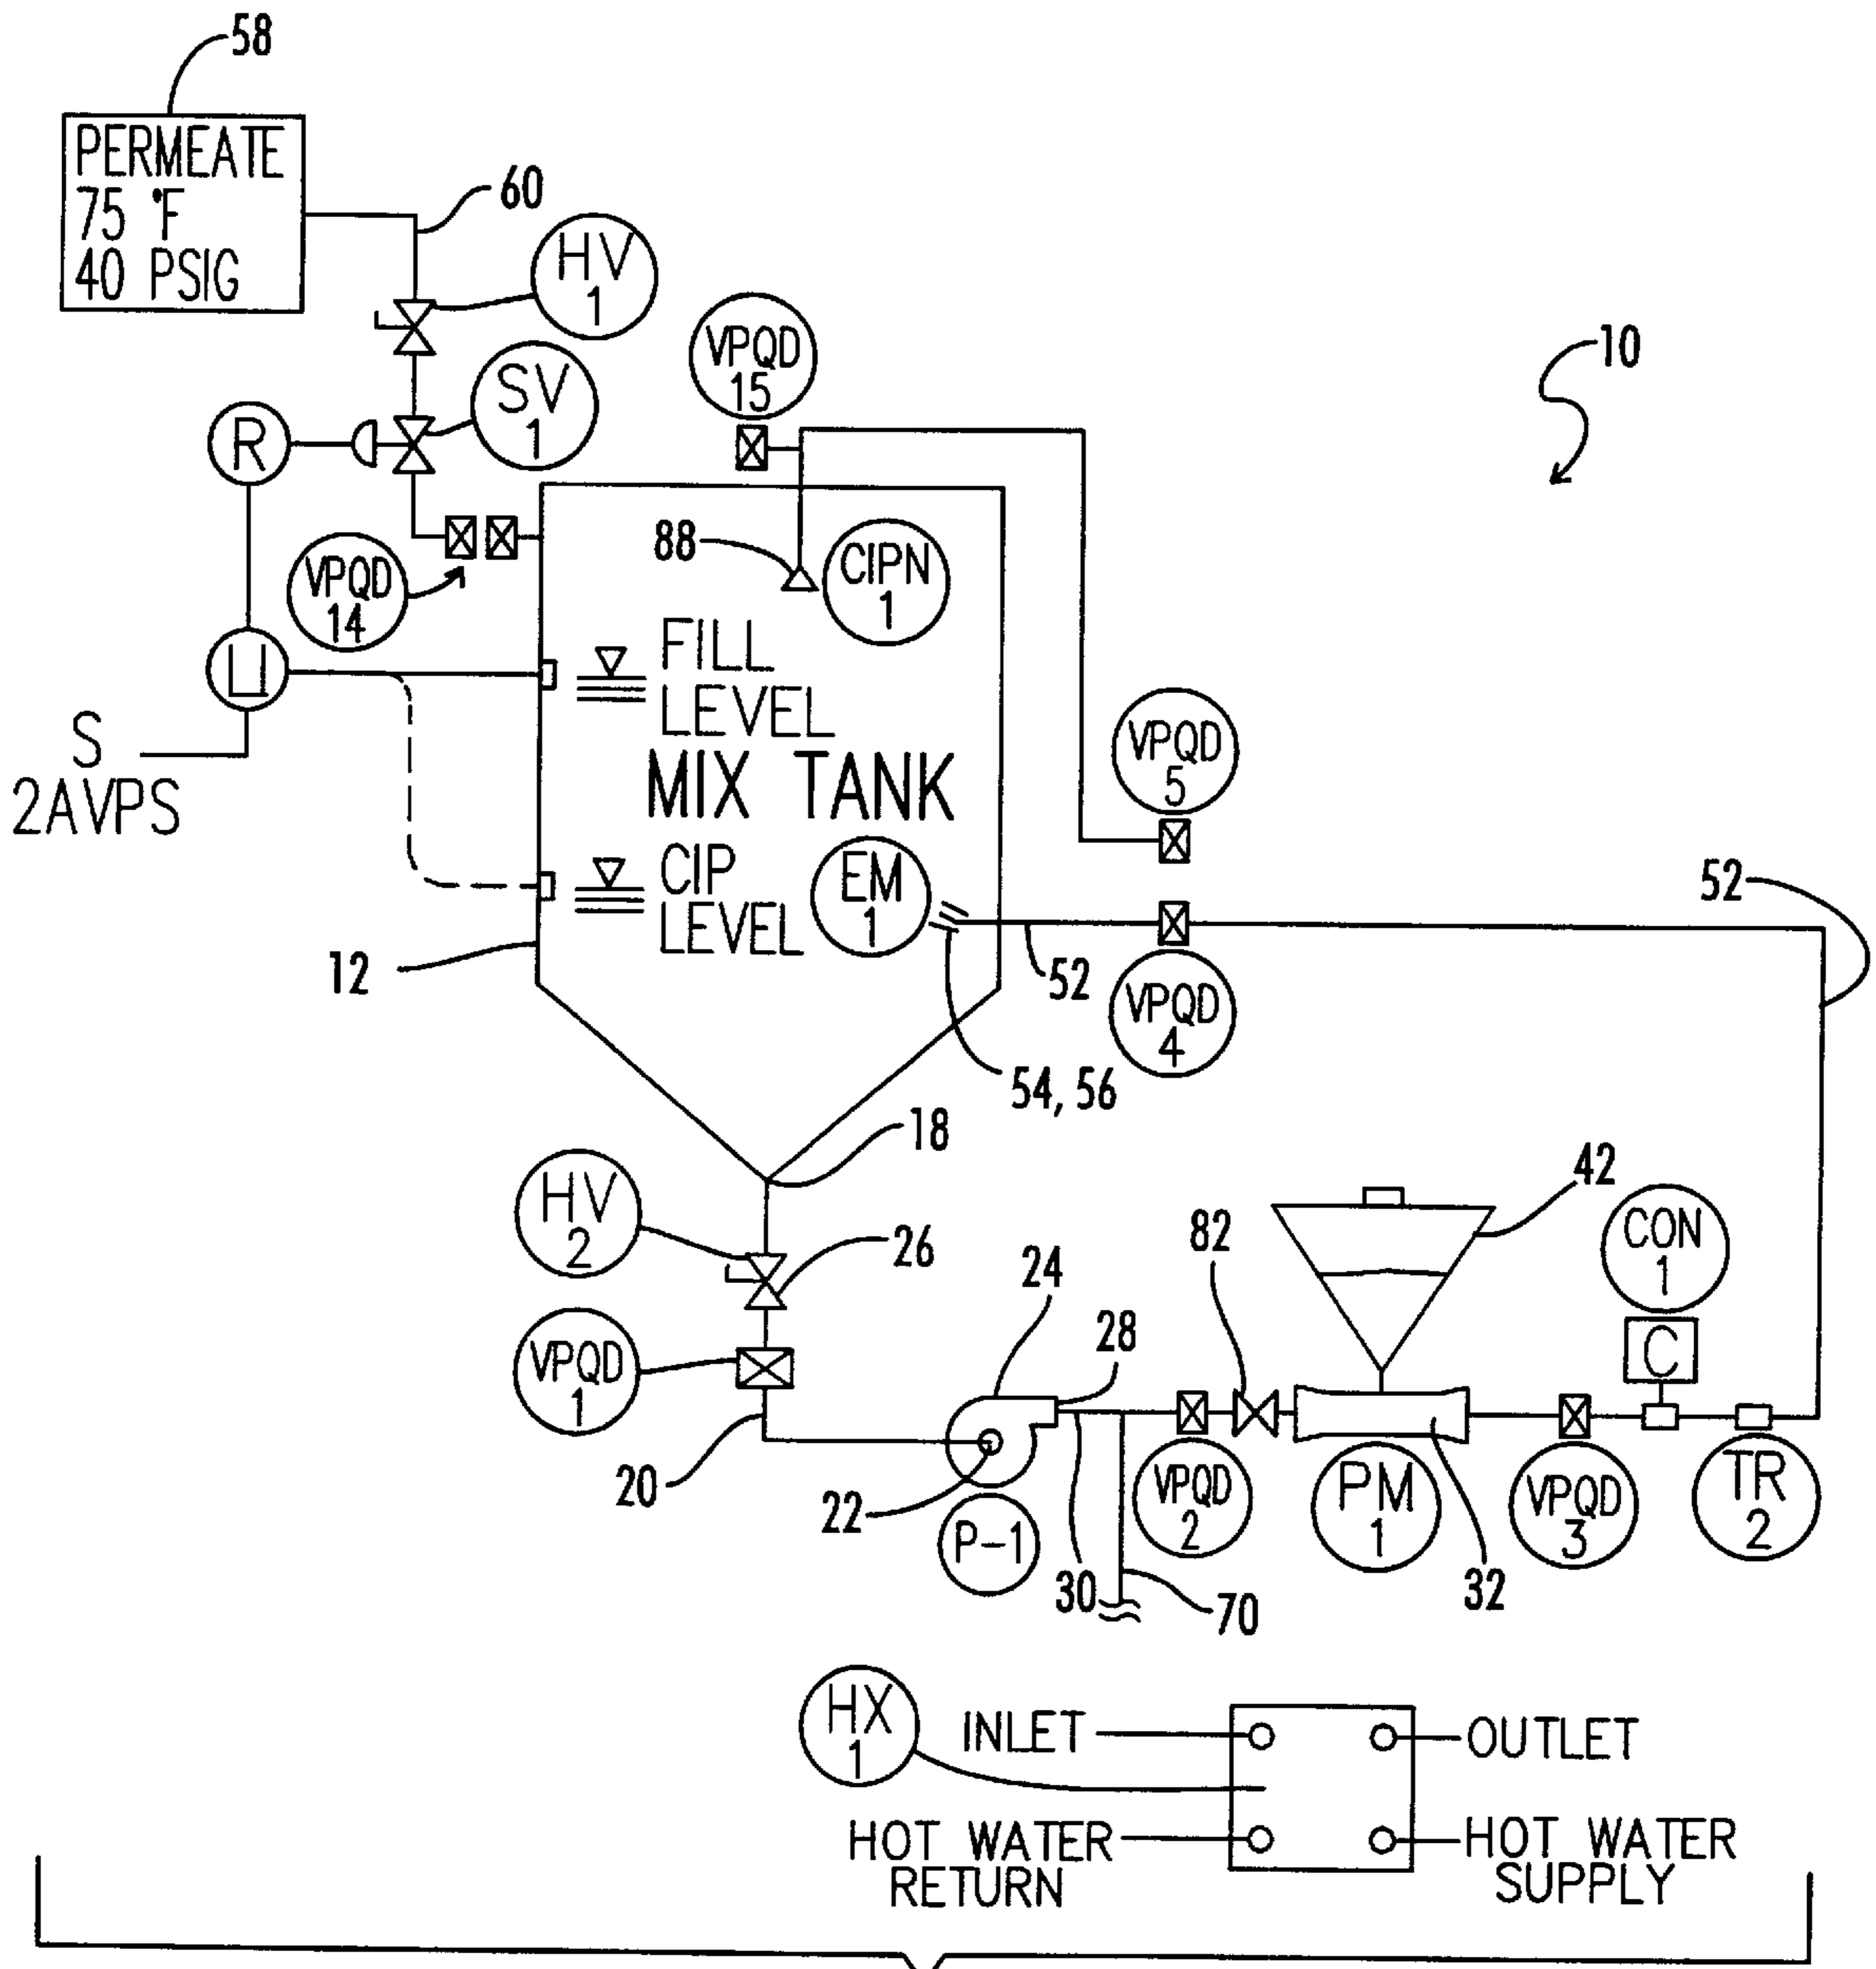 58
PERMEATE
75 °F
40 PSIG
60
HV
1
SV
1
R
VPQD
15
10
VPQD
14
88
CIPN
1
FILL
LEVEL
MIX TANK
S
2AVPS
VPQD
5
CIP
LEVEL
EM
1
12
52
52
VPQD
4
54, 56
18
HV
2
26
42
CON
1
82
24
28
C
VPQD
1
20
22
P-1
30
70
VPQD
2
PM
1
32
VPQD
3
TR
2
HX
1
INLET
OUTLET
HOT WATER
RETURN
HOT WATER
SUPPLY